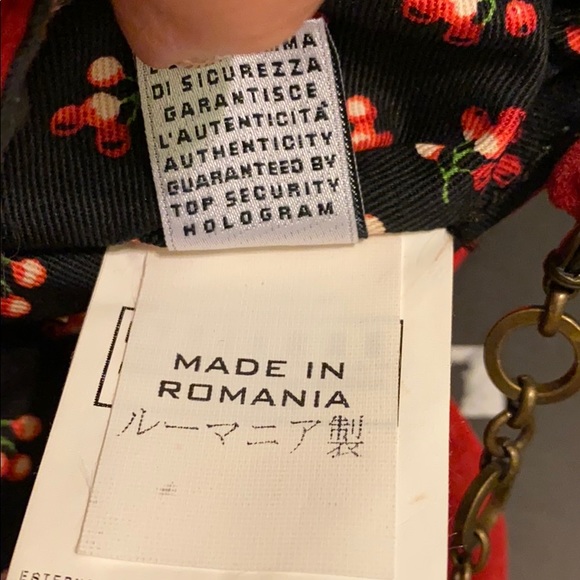 DI SICUREZZA
GARANTISCE
L'AUTENTICITÀ
AUTHENTICITY
GUARANTEED BY
TOP SECURITY
HOLOGRAM
MADE IN
ROMANIA
ルーマニア製